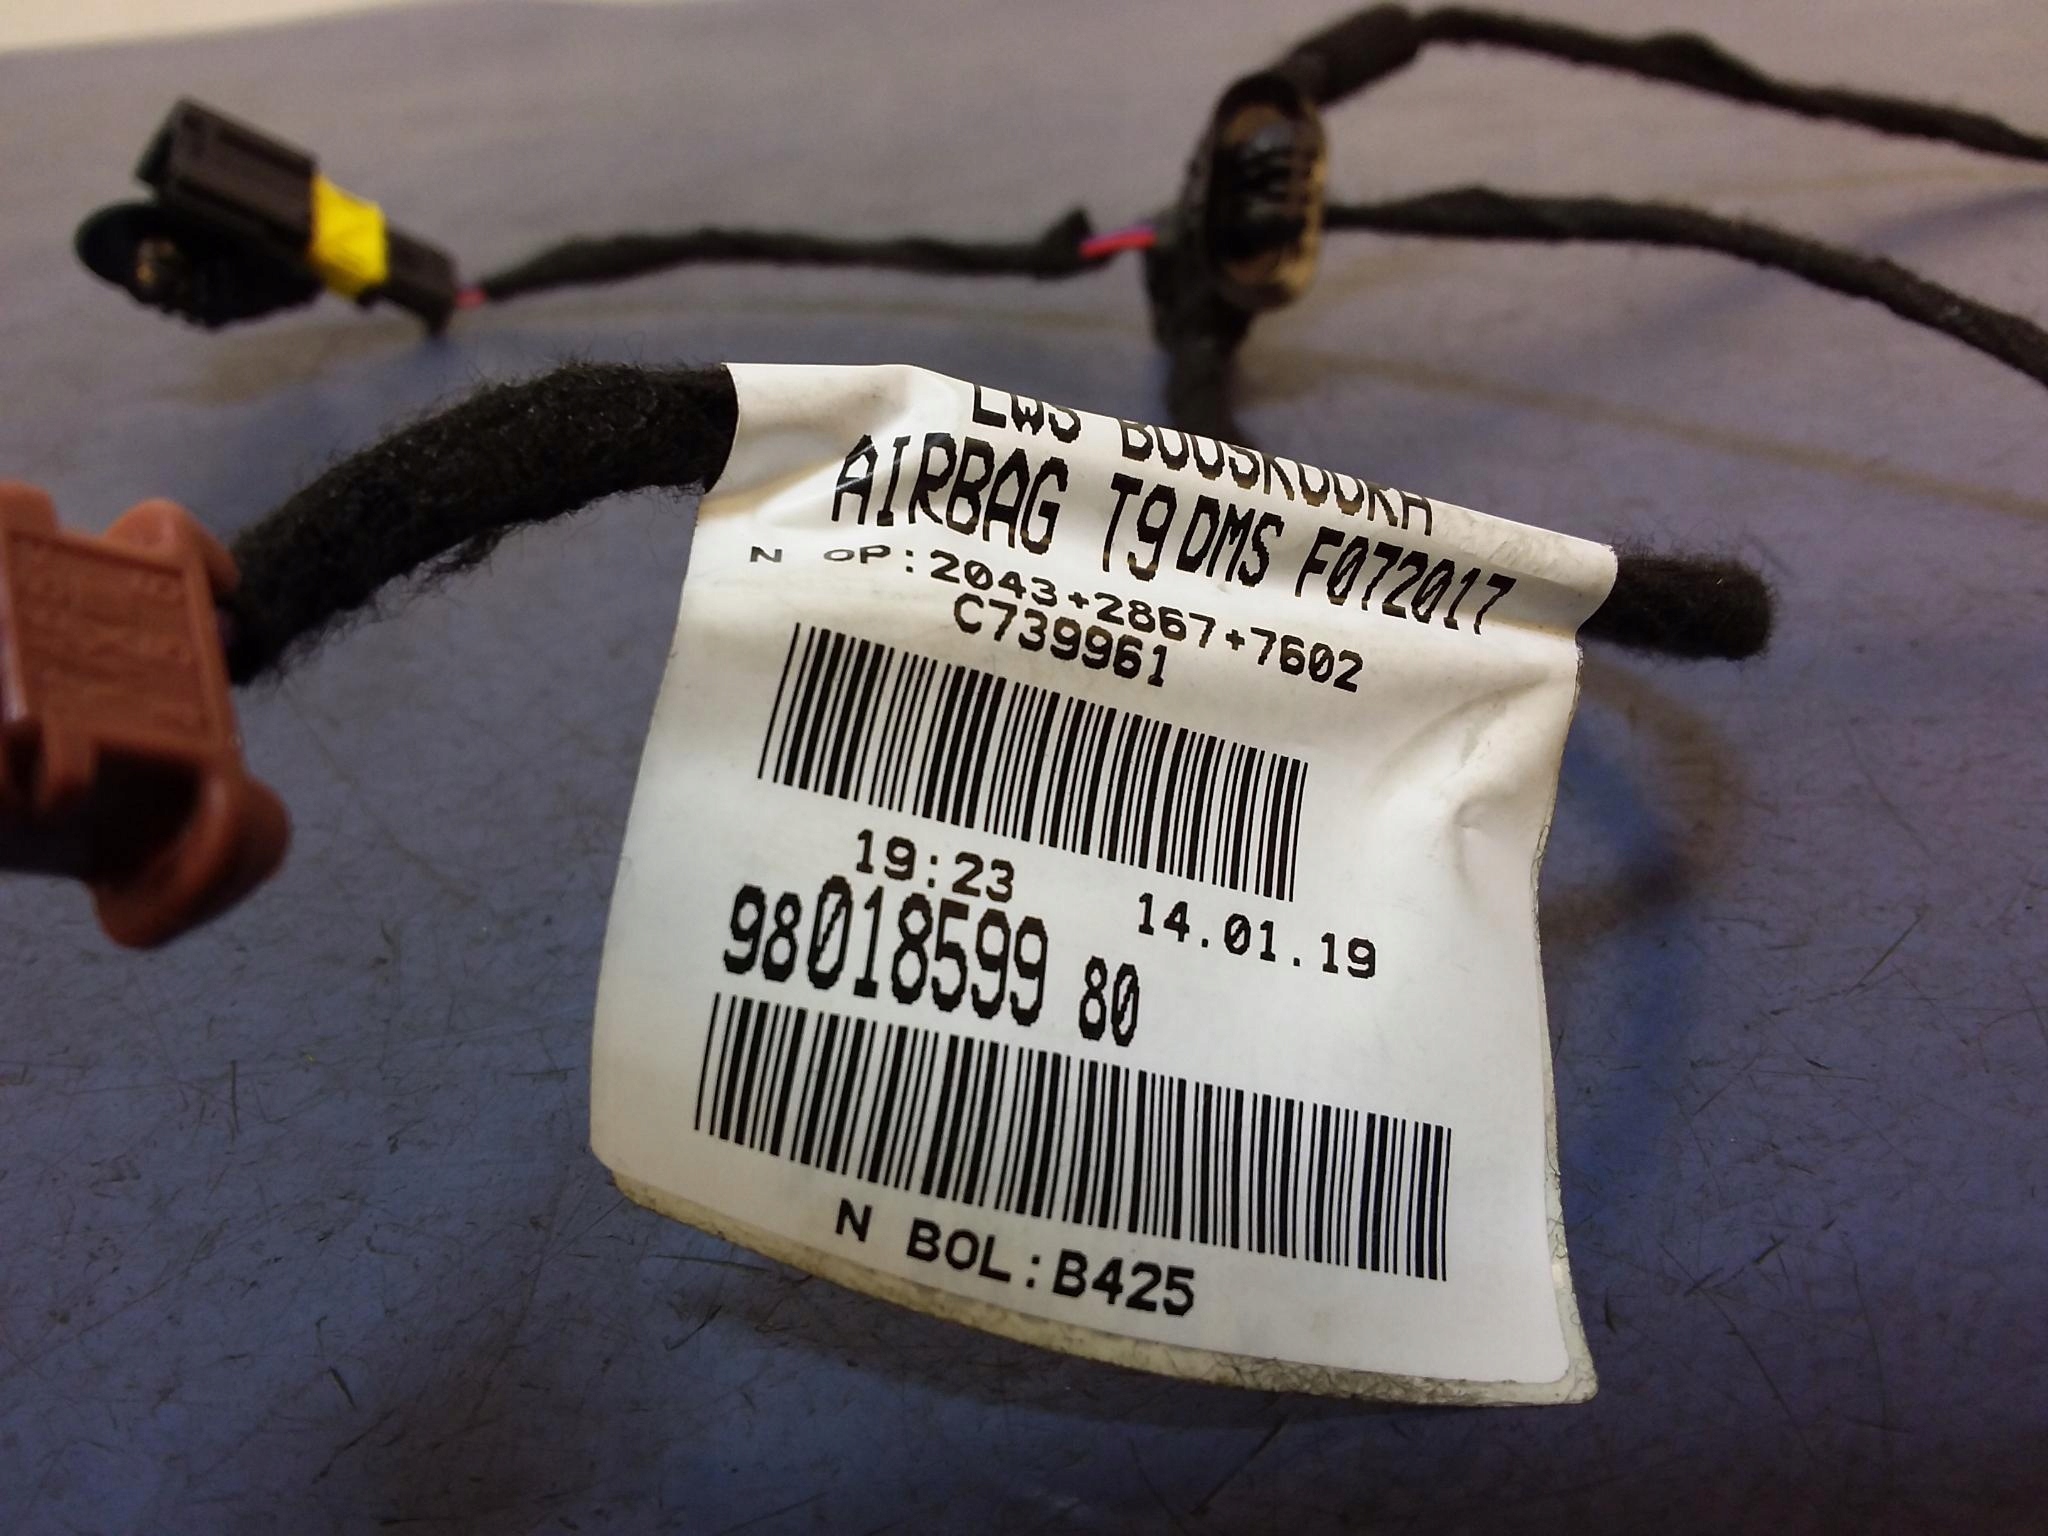 AIRBAG T9 DMS F072017
N OP:2043+2867+7602
C739961
19:23 14.01.19
98018599 80
N BOL:B425